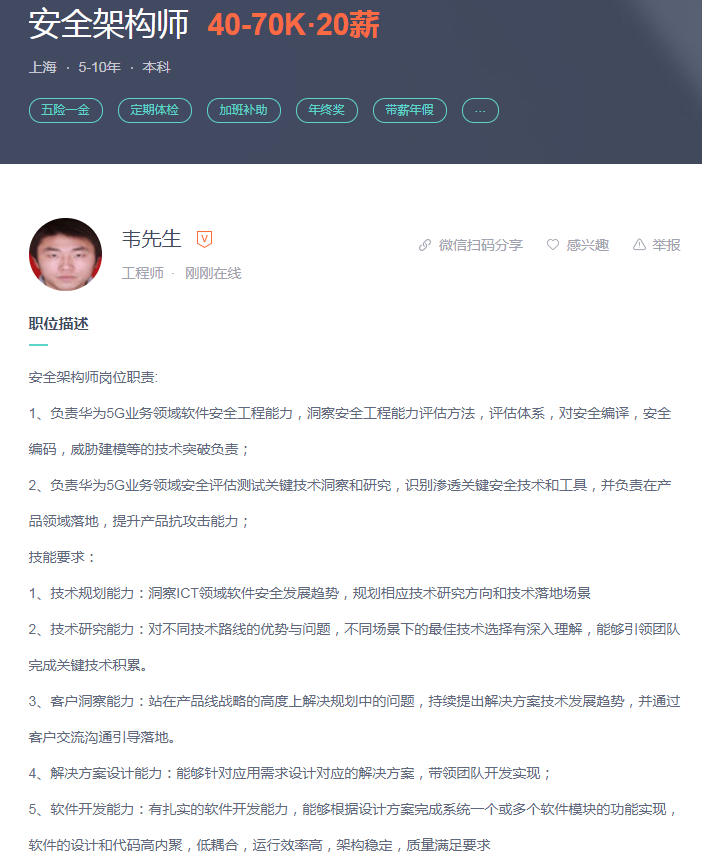 安全架构师 40-70K·20薪
上海 · 5-10年 · 本科
五险一金 定期体检 加班补助 年终奖 带薪年假 ...
韦先生 V
微信扫码分享 感兴趣 举报
工程师 · 刚刚在线
职位描述
安全架构师岗位职责:
1、负责华为5G业务领域软件安全工程能力，洞察安全工程能力评估方法，评估体系，对安全编译，安全
编码，威胁建模等的技术突破负责；
2、负责华为5G业务领域安全评估测试关键技术洞察和研究，识别渗透关键安全技术和工具，并负责在产
品领域落地，提升产品抗攻击能力；
技能要求：
1、技术规划能力：洞察ICT领域软件安全发展趋势，规划相应技术研究方向和技术落地场景
2、技术研究能力：对不同技术路线的优势与问题，不同场景下的最佳技术选择有深入理解，能够引领团队
完成关键技术积累。
3、客户洞察能力：站在产品线战略的高度上解决规划中的问题，持续提出解决方案技术发展趋势，并通过
客户交流沟通引导落地。
4、解决方案设计能力：能够针对应用需求设计对应的解决方案，带领团队开发实现；
5、软件开发能力：有扎实的软件开发能力，能够根据设计方案完成系统一个或多个软件模块的功能实现，
软件的设计和代码高内聚，低耦合，运行效率高，架构稳定，质量满足要求